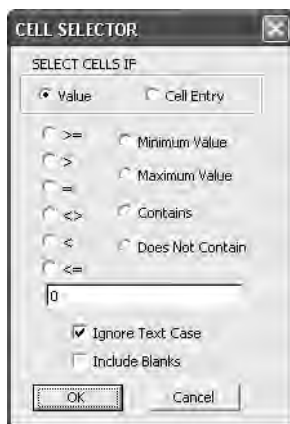 CELL SELECTOR
SELECT CELLS IF
Value Cell Entry
>= Minimum Value
>
= Maximum Value
<> Contains
< Does Not Contain
<=
0
Ignore Text Case
Include Blanks
OK Cancel